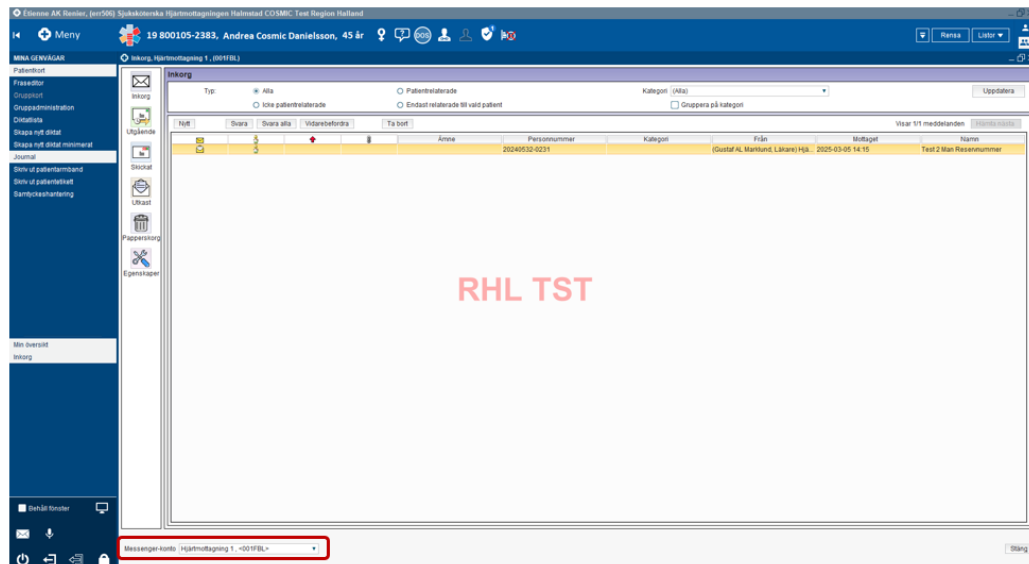 Étienne AK Renier, (err506) Sjuksköterska Hjärtmottagningen Halmstad COSMIC Test Region Halland
Meny
19 800105-2383, Andrea Cosmic Danielsson, 45 år
Rensa
Listor
MINA GENVÄGAR
Patientkort
Fraseditor
Gruppkort
Gruppadministration
Diktatlista
Skapa nytt diktat
Skapa nytt diktat minimerat
Journal
Skriv ut patientarmband
Skriv ut patientetikett
Samtyckeshantering
Min översikt
Inkorg
Behåll fönster
Inkorg, Hjärtmottagning 1 , (001FBL)
Inkorg
Utgående
Skickat
Utkast
Papperskorg
Egenskaper
Inkorg
Typ: Alla Patientrelaterade Kategori (Alla) Uppdatera
Icke patientrelaterade Endast relaterade till vald patient Gruppera på kategori
Nytt Svara Svara alla Vidarebefordra Ta bort Visar 1/1 meddelanden Hämta nästa
Ämne Personnummer Kategori Från Mottaget Namn
20240532-0231 (Gustaf AL Marklund, Läkare) Hjä... 2025-03-05 14:15 Test 2 Man Reservnummer
RHL TST
Messenger-konto Hjärtmottagning 1 , <001FBL>
Stäng